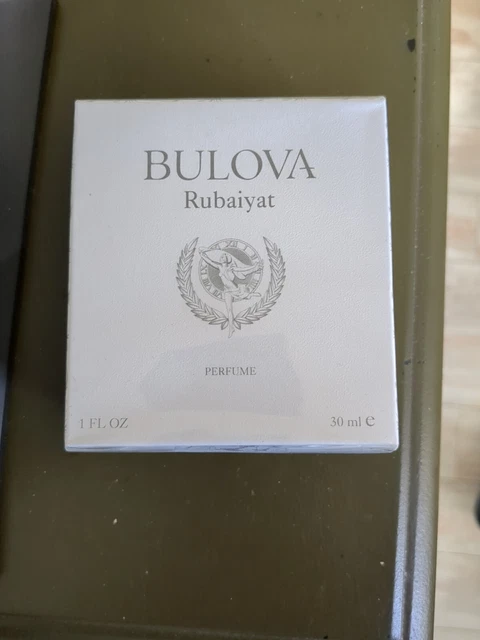 BULOVA
Rubaiyat
PERFUME
1 FL OZ
30 ml ℮